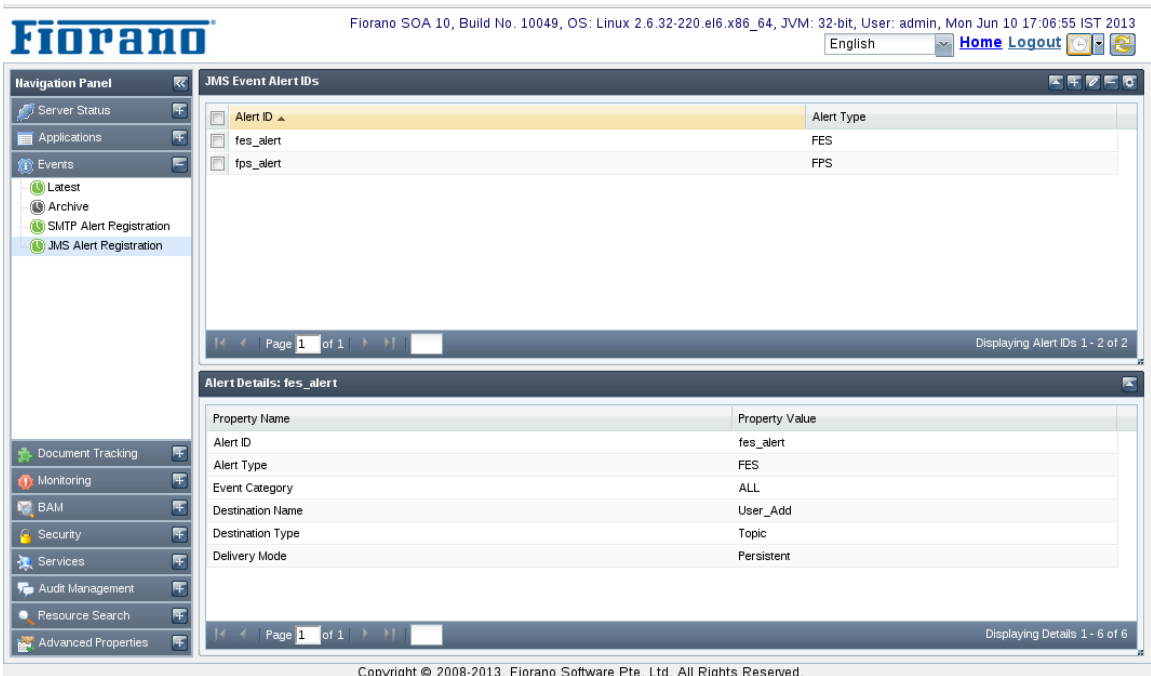 Fiorano
Fiorano SOA 10, Build No. 10049, OS: Linux 2.6.32-220.el6.x86_64, JVM: 32-bit, User: admin, Mon Jun 10 17:06:55 IST 2013
English Home Logout
Navigation Panel
Server Status
Applications
Events
Latest
Archive
SMTP Alert Registration
JMS Alert Registration
Document Tracking
Monitoring
BAM
Security
Services
Audit Management
Resource Search
Advanced Properties
JMS Event Alert IDs
Alert ID Alert Type
fes_alert FES
fps_alert FPS
Page 1 of 1 Displaying Alert IDs 1 - 2 of 2
Alert Details: fes_alert
Property Name Property Value
Alert ID fes_alert
Alert Type FES
Event Category ALL
Destination Name User_Add
Destination Type Topic
Delivery Mode Persistent
Page 1 of 1 Displaying Details 1 - 6 of 6
Copyright © 2008-2013, Fiorano Software Pte. Ltd. All Rights Reserved.